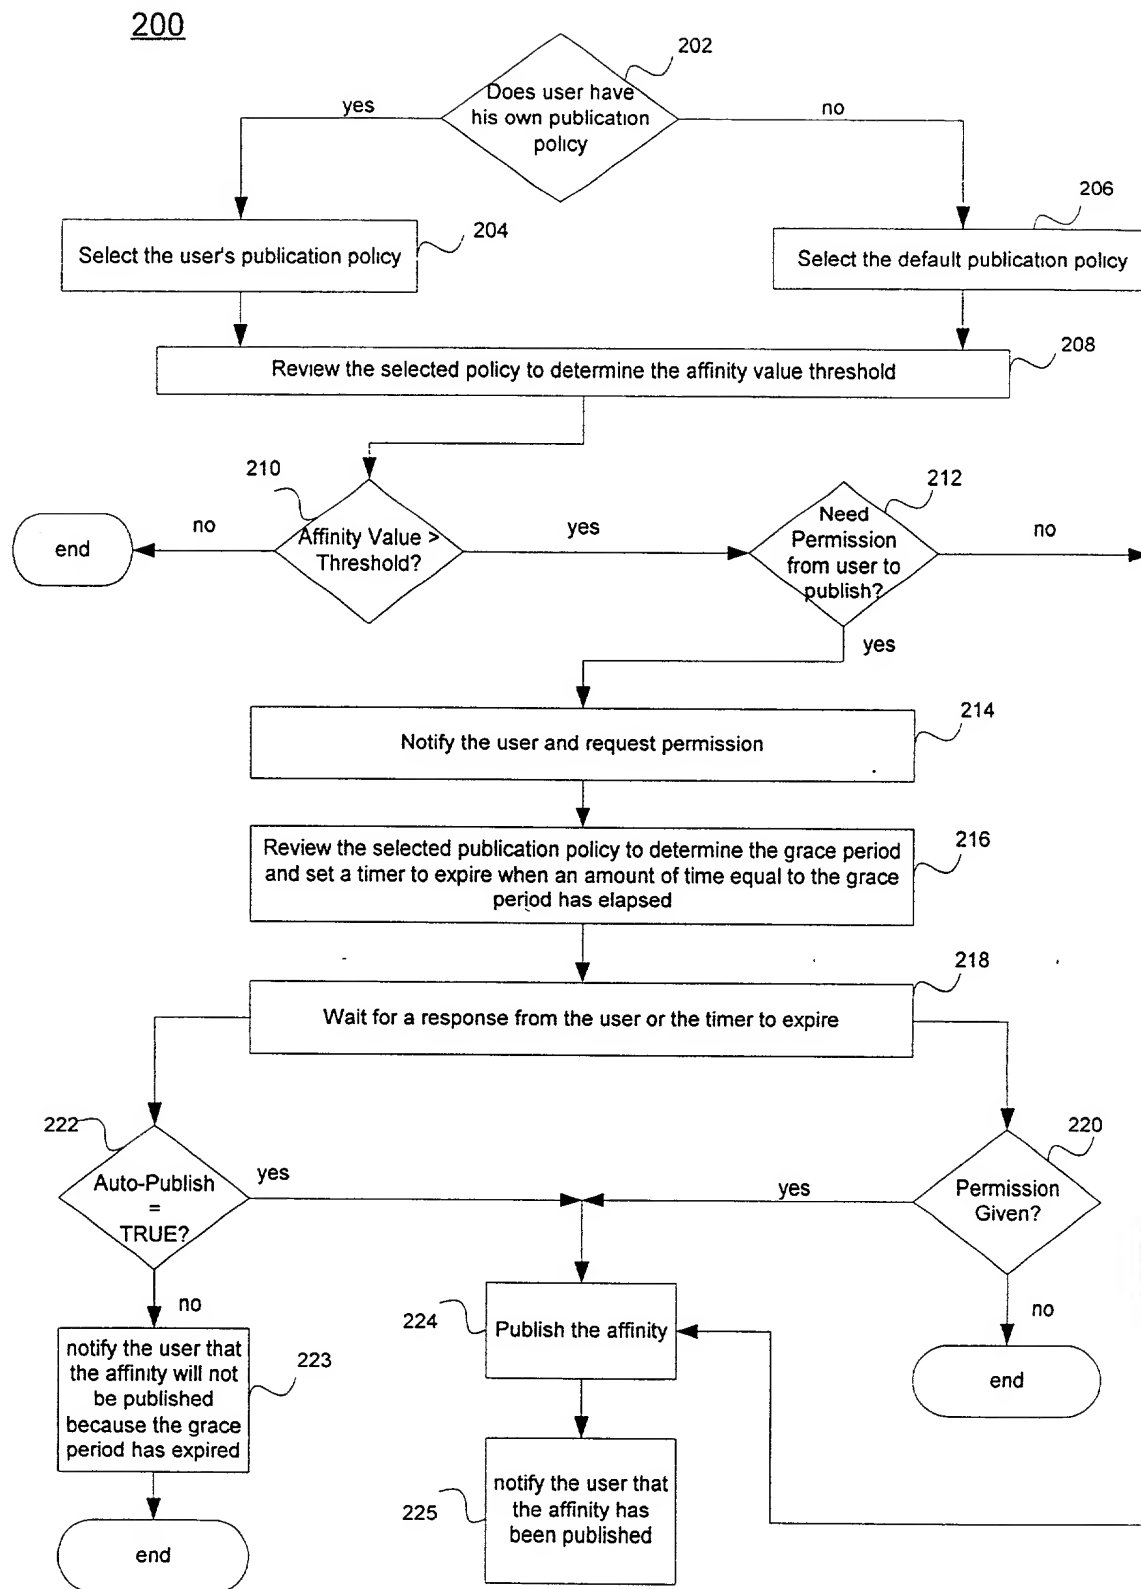 200
202
Does user have
his own publication
policy
yes
no
204
206
Select the user's publication policy
Select the default publication policy
208
Review the selected policy to determine the affinity value threshold
210
212
Affinity Value >
Threshold?
no
end
yes
Need
Permission
from user to
publish?
no
yes
214
Notify the user and request permission
216
Review the selected publication policy to determine the grace period
and set a timer to expire when an amount of time equal to the grace
period has elapsed
218
Wait for a response from the user or the timer to expire
222
220
Auto-Publish
=
TRUE?
yes
yes
Permission
Given?
no
no
224
Publish the affinity
notify the user that
the affinity will not
be published
because the grace
period has expired
223
end
225
notify the user that
the affinity has
been published
end